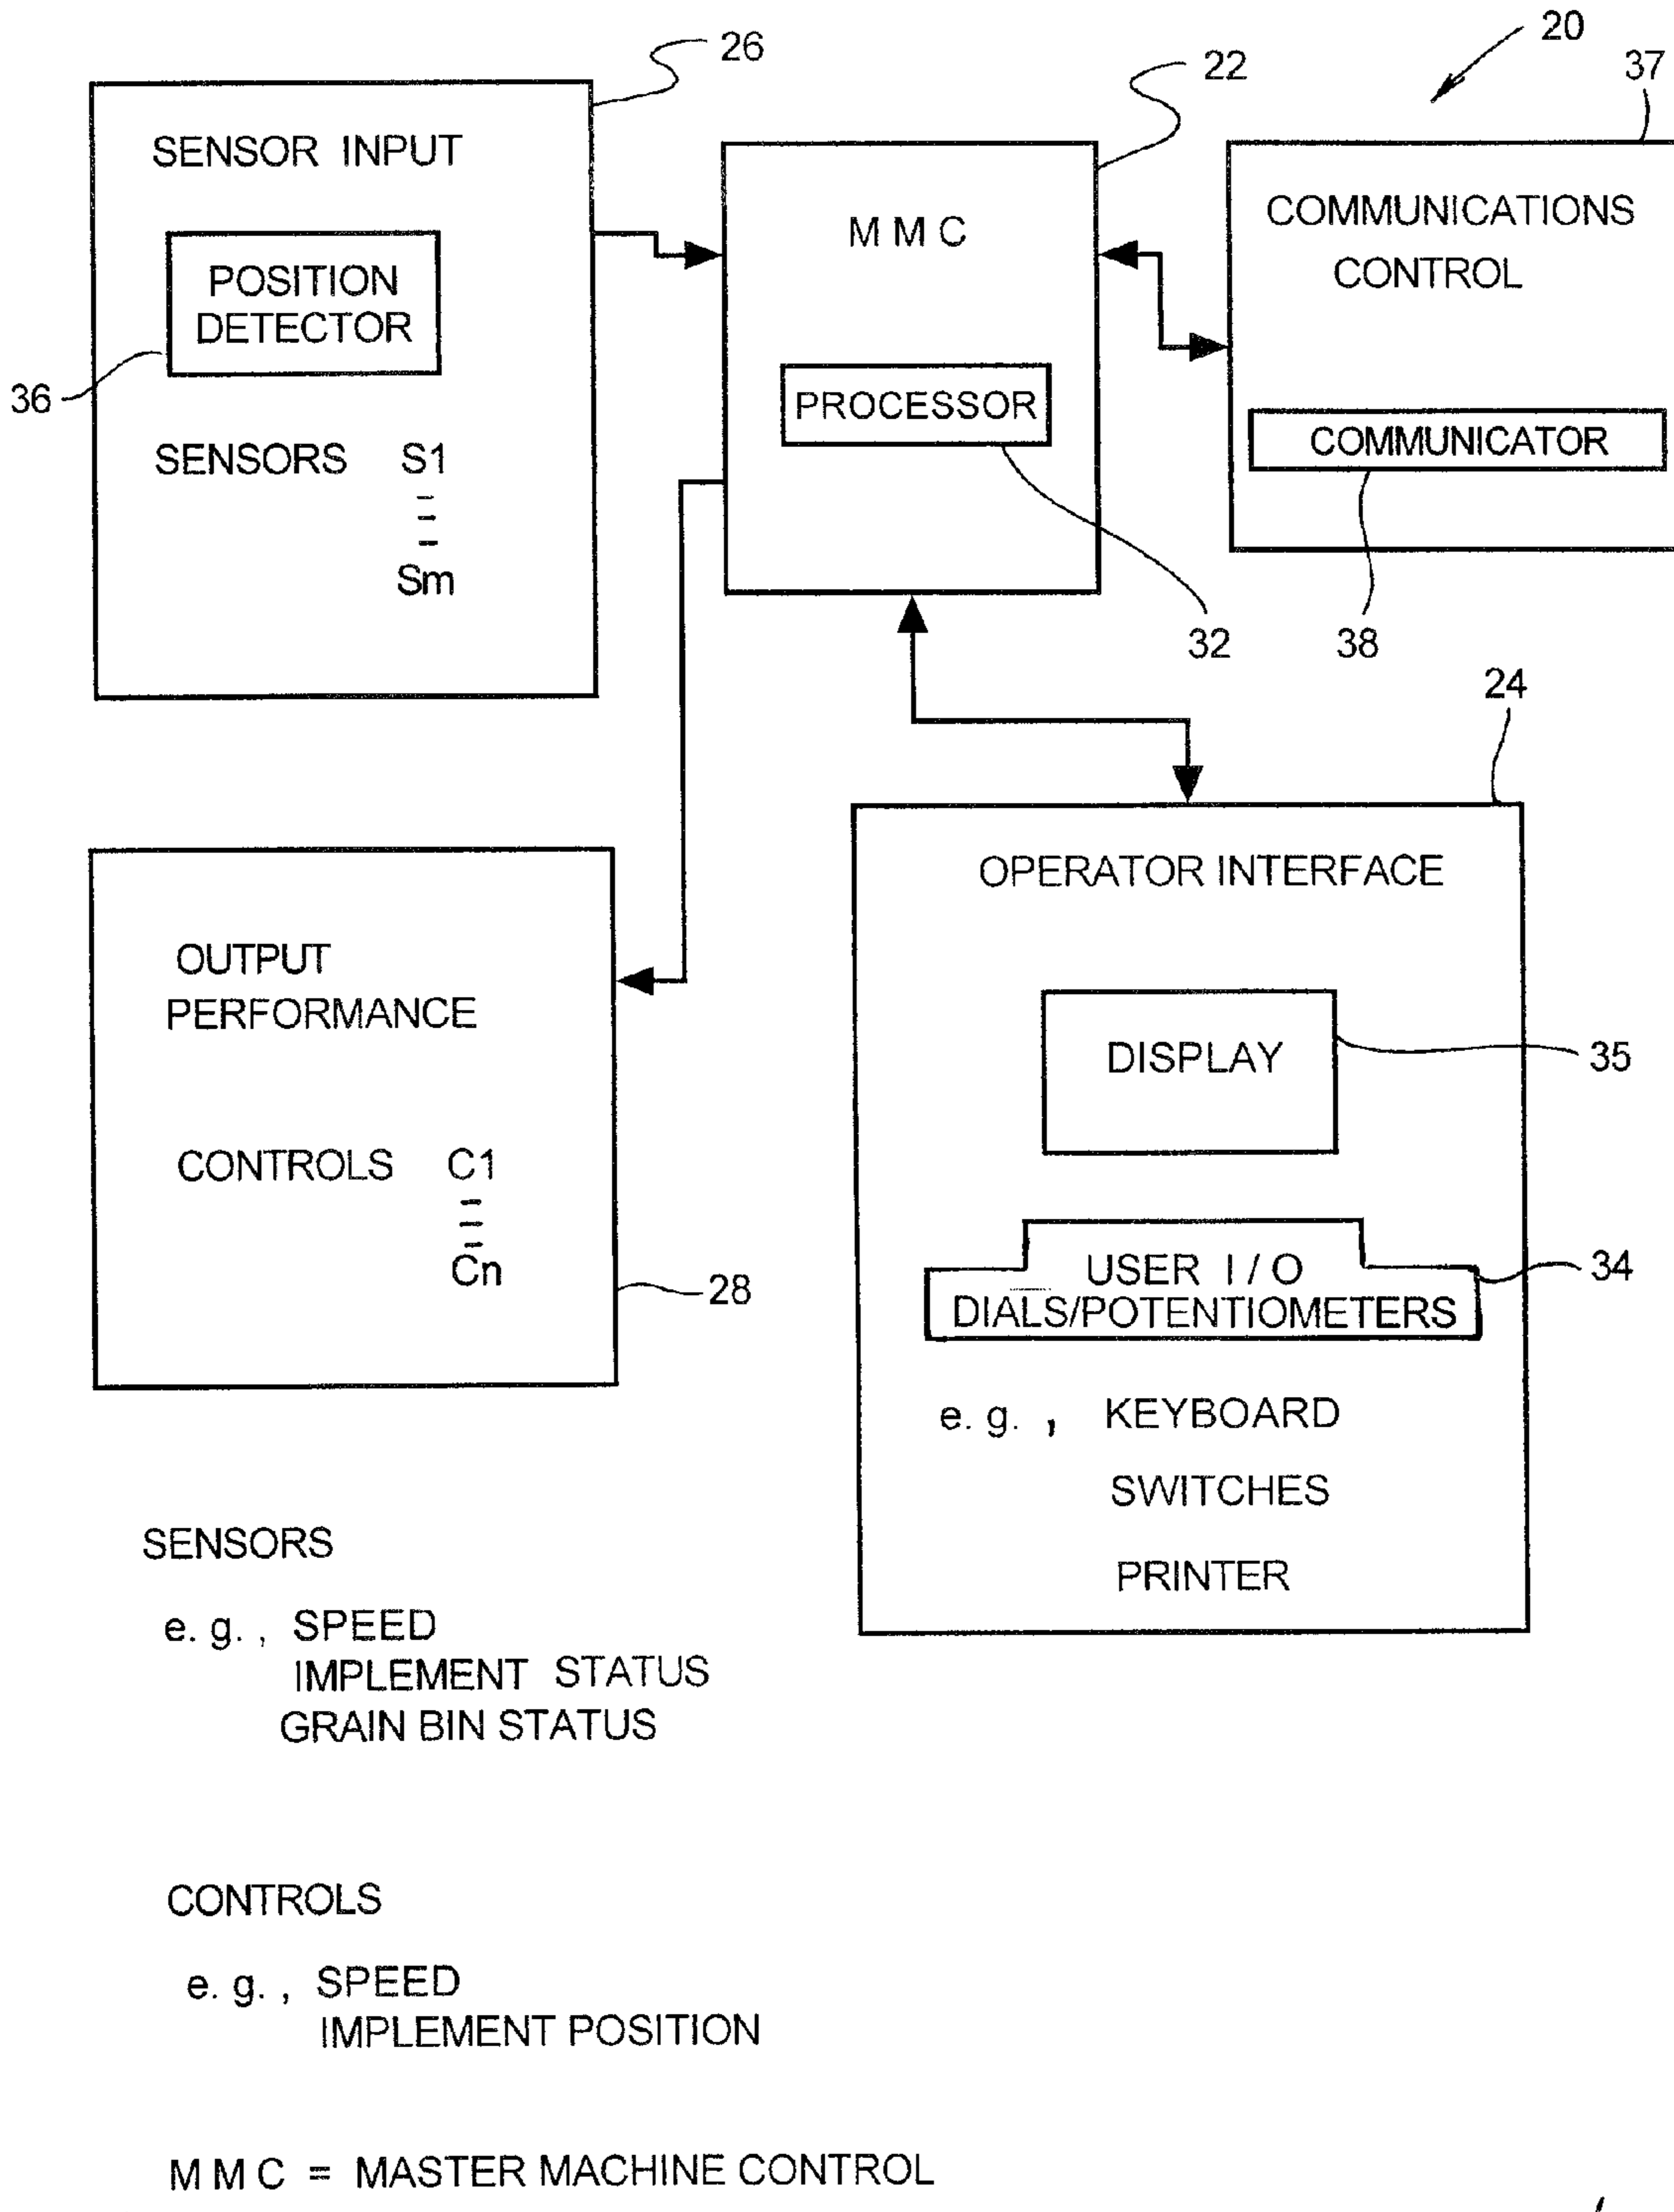 26
20
22
37
SENSOR INPUT
POSITION
DETECTOR
36
SENSORS S1
Sm
M M C
PROCESSOR
32
COMMUNICATIONS
CONTROL
COMMUNICATOR
38
24
OUTPUT
PERFORMANCE
CONTROLS C1
Cn
28
OPERATOR INTERFACE
DISPLAY
35
USER I / O
DIALS/POTENTIOMETERS
34
e. g. , KEYBOARD
SWITCHES
PRINTER
SENSORS
e. g. , SPEED
IMPLEMENT STATUS
GRAIN BIN STATUS
CONTROLS
e. g. , SPEED
IMPLEMENT POSITION
M M C = MASTER MACHINE CONTROL